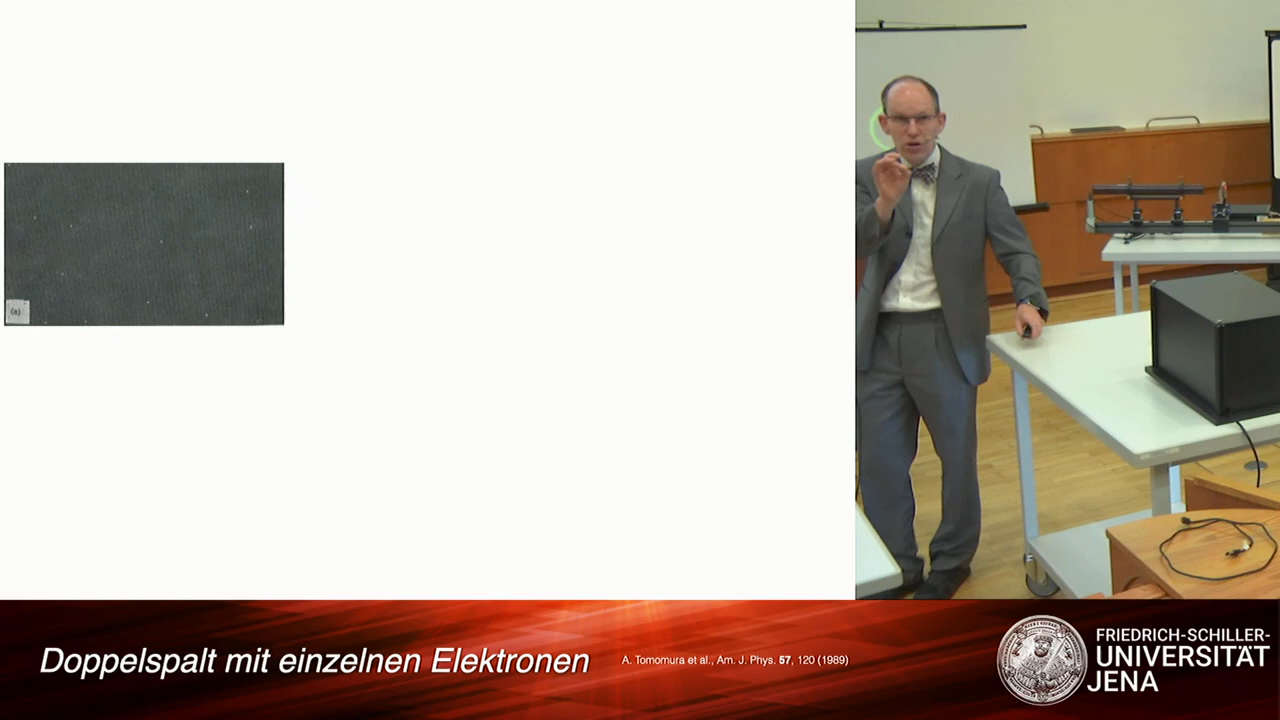 (a)
Doppelspalt mit einzelnen Elektronen
A. Tomomura et al., Am. J. Phys. 57, 120 (1989)
FRIEDRICH-SCHILLER-
UNIVERSITÄT
JENA